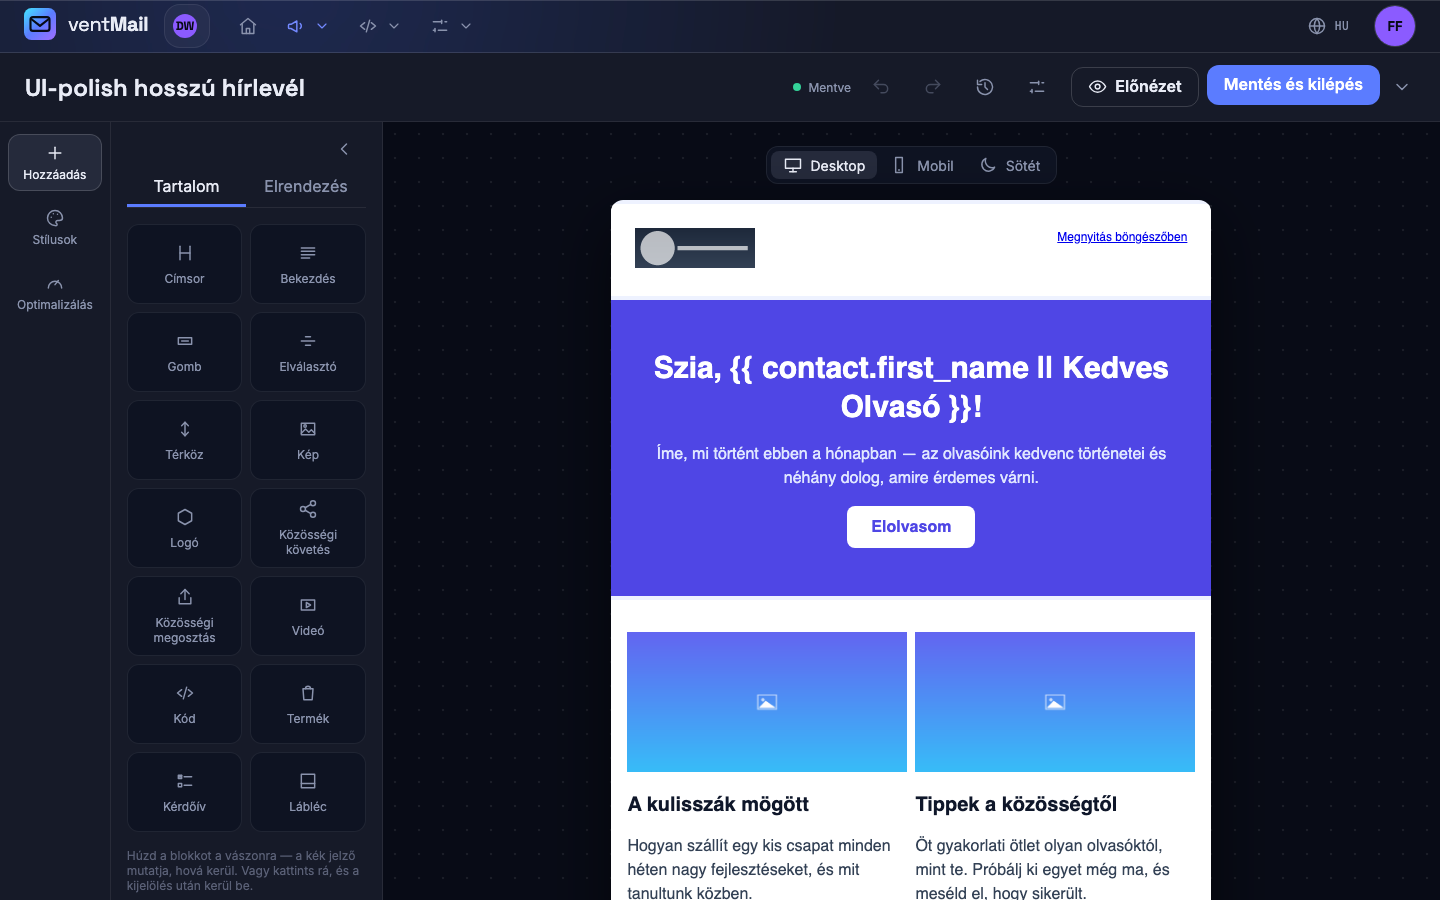 ventMail
DW
HU
FF
UI-polish hosszú hírlevél
Mentve
Előnézet
Mentés és kilépés
Hozzáadás
Stílusok
Optimalizálás
Tartalom
Elrendezés
Címsor
Bekezdés
Gomb
Elválasztó
Térköz
Kép
Logó
Közösségi
követés
Közösségi
megosztás
Videó
Kód
Termék
Kérdőív
Lábléc
Húzd a blokkot a vászonra — a kék jelző
mutatja, hová kerül. Vagy kattints rá, és a
kijelölés után kerül be.
Desktop
Mobil
Sötét
Megnyitás böngészőben
Szia, {{ contact.first_name || Kedves
Olvasó }}!
Íme, mi történt ebben a hónapban — az olvasóink kedvenc történetei és
néhány dolog, amire érdemes várni.
Elolvasom
A kulisszák mögött
Hogyan szállít egy kis csapat minden
héten nagy fejlesztéseket, és mit
tanultunk közben.
Tippek a közösségtől
Öt gyakorlati ötlet olyan olvasóktól,
mint te. Próbálj ki egyet még ma, és
meséld el, hogy sikerült.